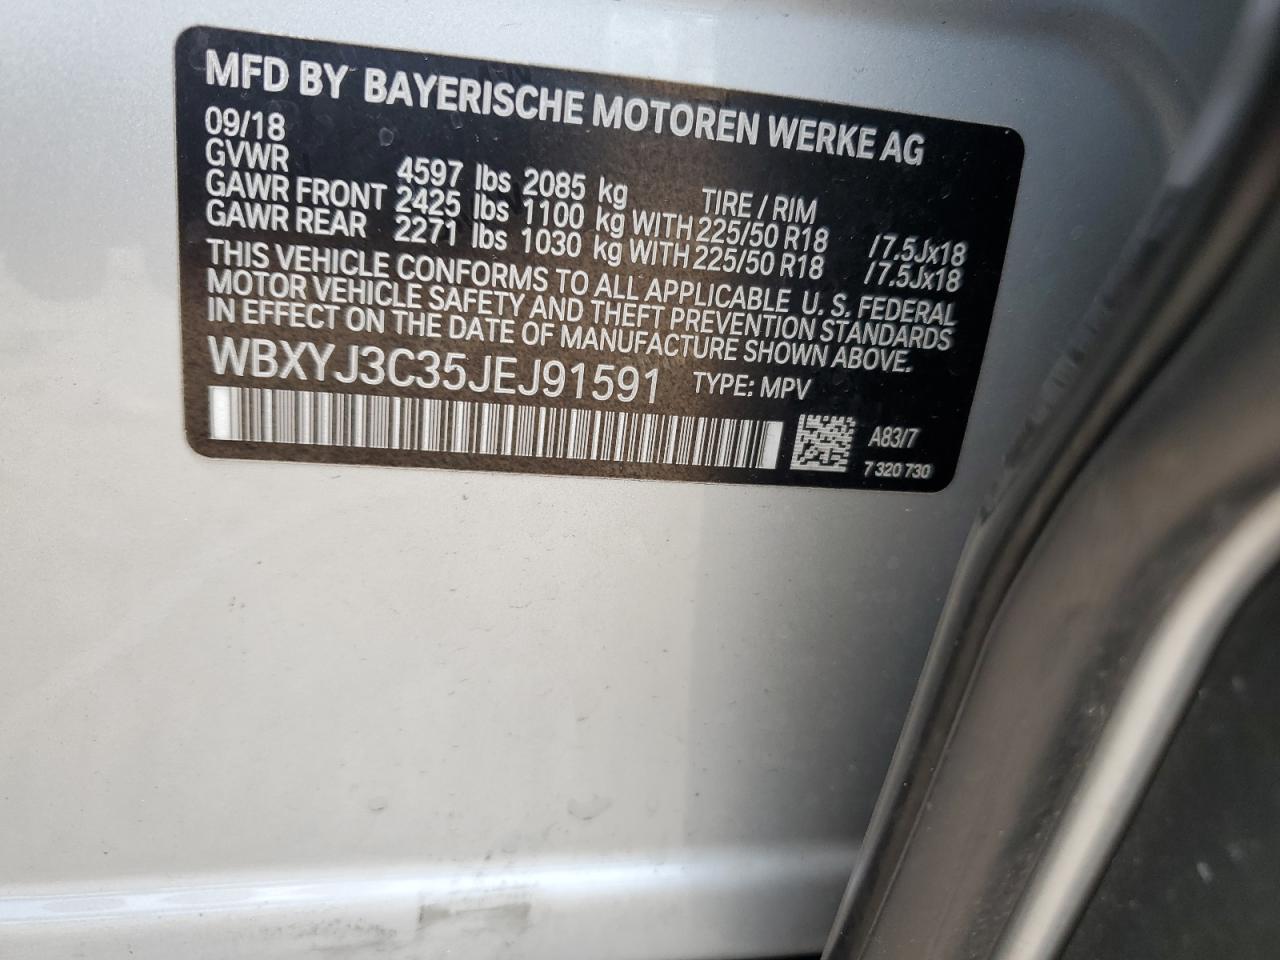 MFD BY BAYERISCHE MOTOREN WERKE AG
09/18
GVWR 4597 lbs 2085 kg TIRE / RIM
GAWR FRONT 2425 lbs 1100 kg WITH 225/50 R18 /7.5Jx18
GAWR REAR 2271 lbs 1030 kg WITH 225/50 R18 /7.5Jx18
THIS VEHICLE CONFORMS TO ALL APPLICABLE U. S. FEDERAL
MOTOR VEHICLE SAFETY AND THEFT PREVENTION STANDARDS
IN EFFECT ON THE DATE OF MANUFACTURE SHOWN ABOVE.
WBXYJ3C35JEJ91591 TYPE: MPV
A83/7
7 320 730